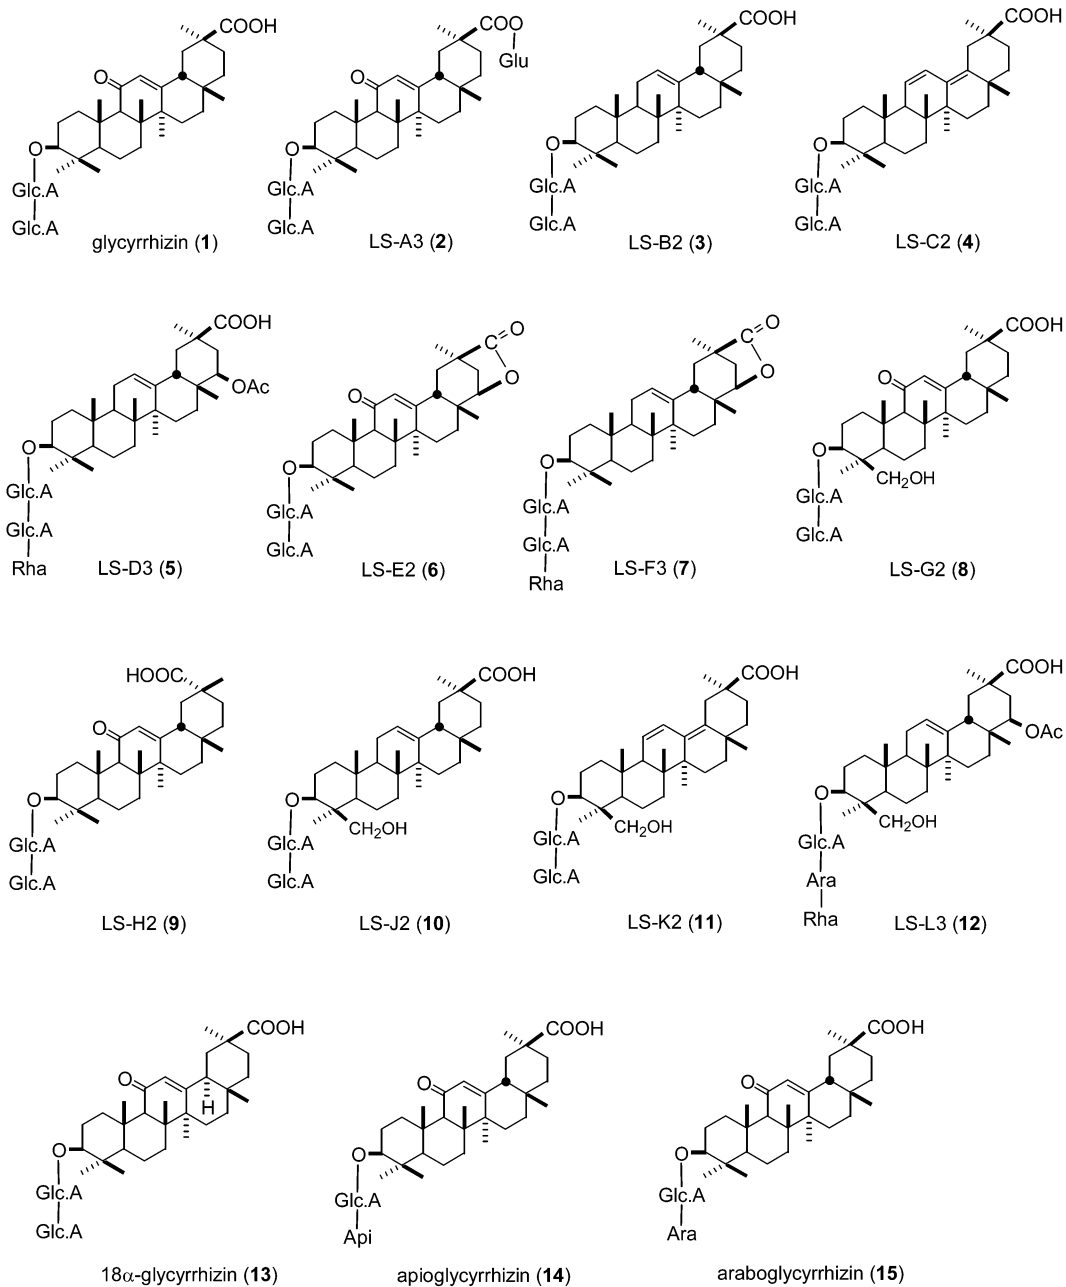 COOH
COO
Glu
COOH
COOH
O
O
O
O
O
O
Glc.A
Glc.A
Glc.A
Glc.A
Glc.A
Glc.A
Glc.A
Glc.A
glycyrrhizin (1)
LS-A3 (2)
LS-B2 (3)
LS-C2 (4)
COOH
C
O
C
O
COOH
OAc
O
O
O
O
O
O
O
O
CH2OH
Glc.A
Glc.A
Glc.A
Glc.A
Glc.A
Glc.A
Glc.A
Glc.A
Rha
Rha
LS-D3 (5)
LS-E2 (6)
LS-F3 (7)
LS-G2 (8)
HOOC
COOH
COOH
COOH
O
OAc
O
O
O
O
CH2OH
CH2OH
CH2OH
Glc.A
Glc.A
Glc.A
Glc.A
Glc.A
Glc.A
Glc.A
Ara
Rha
LS-H2 (9)
LS-J2 (10)
LS-K2 (11)
LS-L3 (12)
COOH
COOH
COOH
O
O
O
H
O
O
O
Glc.A
Glc.A
Glc.A
Glc.A
Api
Ara
18α-glycyrrhizin (13)
apioglycyrrhizin (14)
araboglycyrrhizin (15)